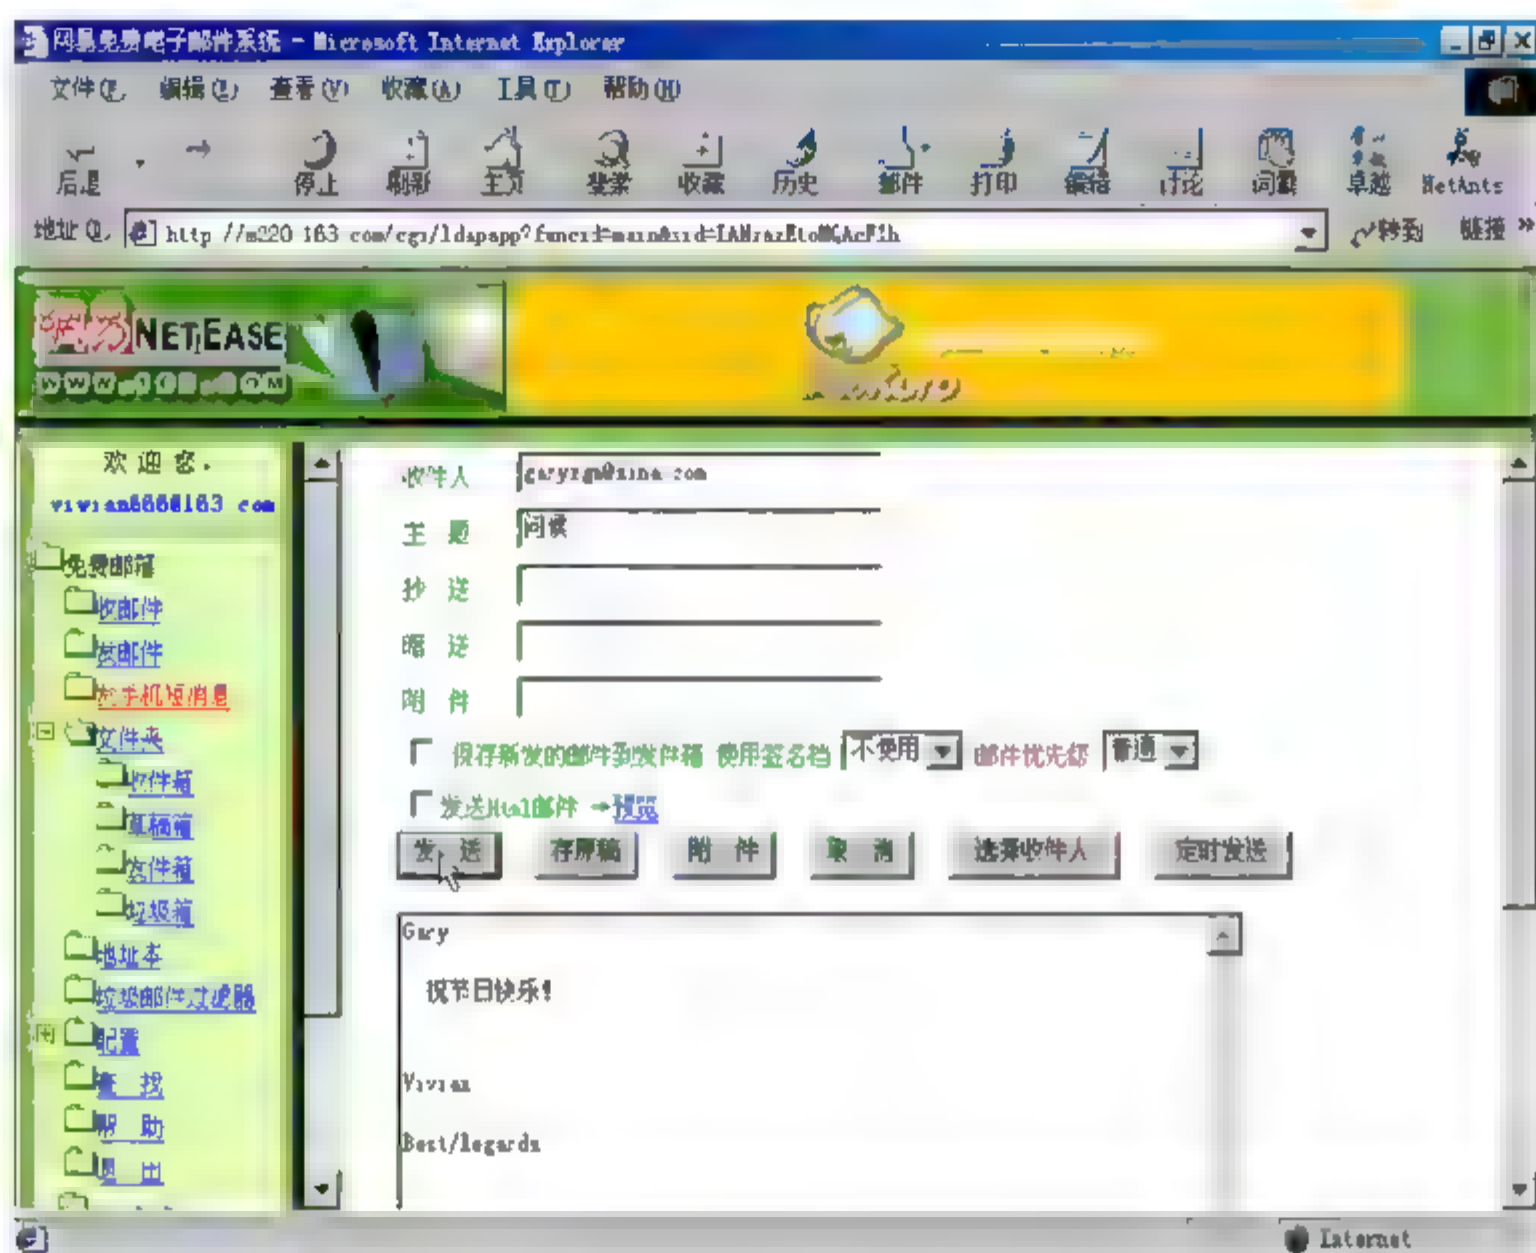 网易免费电子邮件系统 - Microsoft Internet Explorer
文件(F) 编辑(E) 查看(V) 收藏(A) 工具(T) 帮助(H)
后退 停止 刷新 主页 搜索 收藏 历史 邮件 打印 编辑 讨论 词霸 卓越 NetAnts
地址(D) 转到 链接 »
NETEASE
欢迎您,
收件人
主 题 问候
抄 送
暗 送
附 件
保存新发的邮件到发件箱 使用签名档 不使用 邮件优先级 普通
发送Html邮件 →预览
发 送 存原稿 附 件 取 消 选择收件人 定时发送
免费邮箱
收邮件
发邮件
发手机短消息
文件夹
收件箱
草稿箱
发件箱
垃圾箱
地址本
垃圾邮件过滤器
配置
查 找
帮 助
退 出
Gary
祝节日快乐!
Vivian
Internet